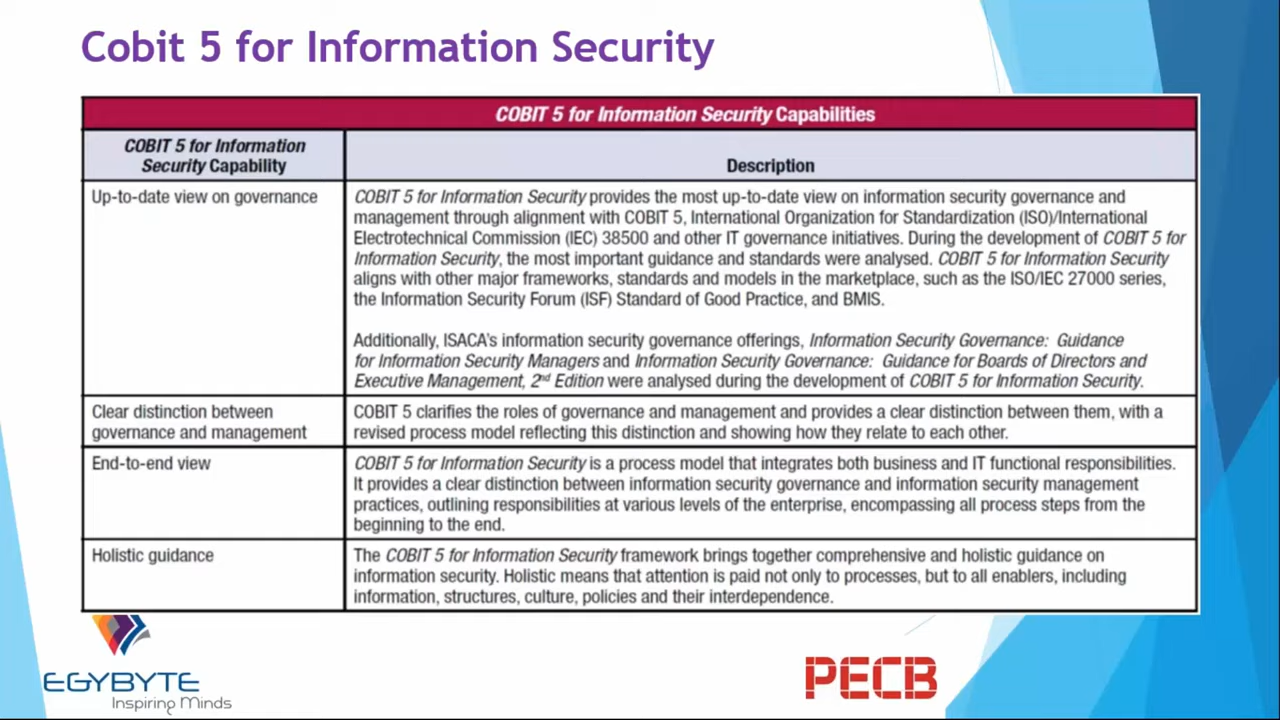 Cobit 5 for Information Security
COBIT 5 for Information Security Capabilities
COBIT 5 for Information
Security Capability
Description
Up-to-date view on governance
COBIT 5 for Information Security provides the most up-to-date view on information security governance and
management through alignment with COBIT 5, International Organization for Standardization (ISO)/International
Electrotechnical Commission (IEC) 38500 and other IT governance initiatives. During the development of COBIT 5 for
Information Security, the most important guidance and standards were analysed. COBIT 5 for Information Security
aligns with other major frameworks, standards and models in the marketplace, such as the ISO/IEC 27000 series,
the Information Security Forum (ISF) Standard of Good Practice, and BMIS.
Additionally, ISACA's information security governance offerings, Information Security Governance: Guidance
for Information Security Managers and Information Security Governance: Guidance for Boards of Directors and
Executive Management, 2nd Edition were analysed during the development of COBIT 5 for Information Security.
Clear distinction between
governance and management
COBIT 5 clarifies the roles of governance and management and provides a clear distinction between them, with a
revised process model reflecting this distinction and showing how they relate to each other.
End-to-end view
COBIT 5 for Information Security is a process model that integrates both business and IT functional responsibilities.
It provides a clear distinction between information security governance and information security management
practices, outlining responsibilities at various levels of the enterprise, encompassing all process steps from the
beginning to the end.
Holistic guidance
The COBIT 5 for Information Security framework brings together comprehensive and holistic guidance on
information security. Holistic means that attention is paid not only to processes, but to all enablers, including
information, structures, culture, policies and their interdependence.
EGYBYTE
Inspiring Minds
PECB